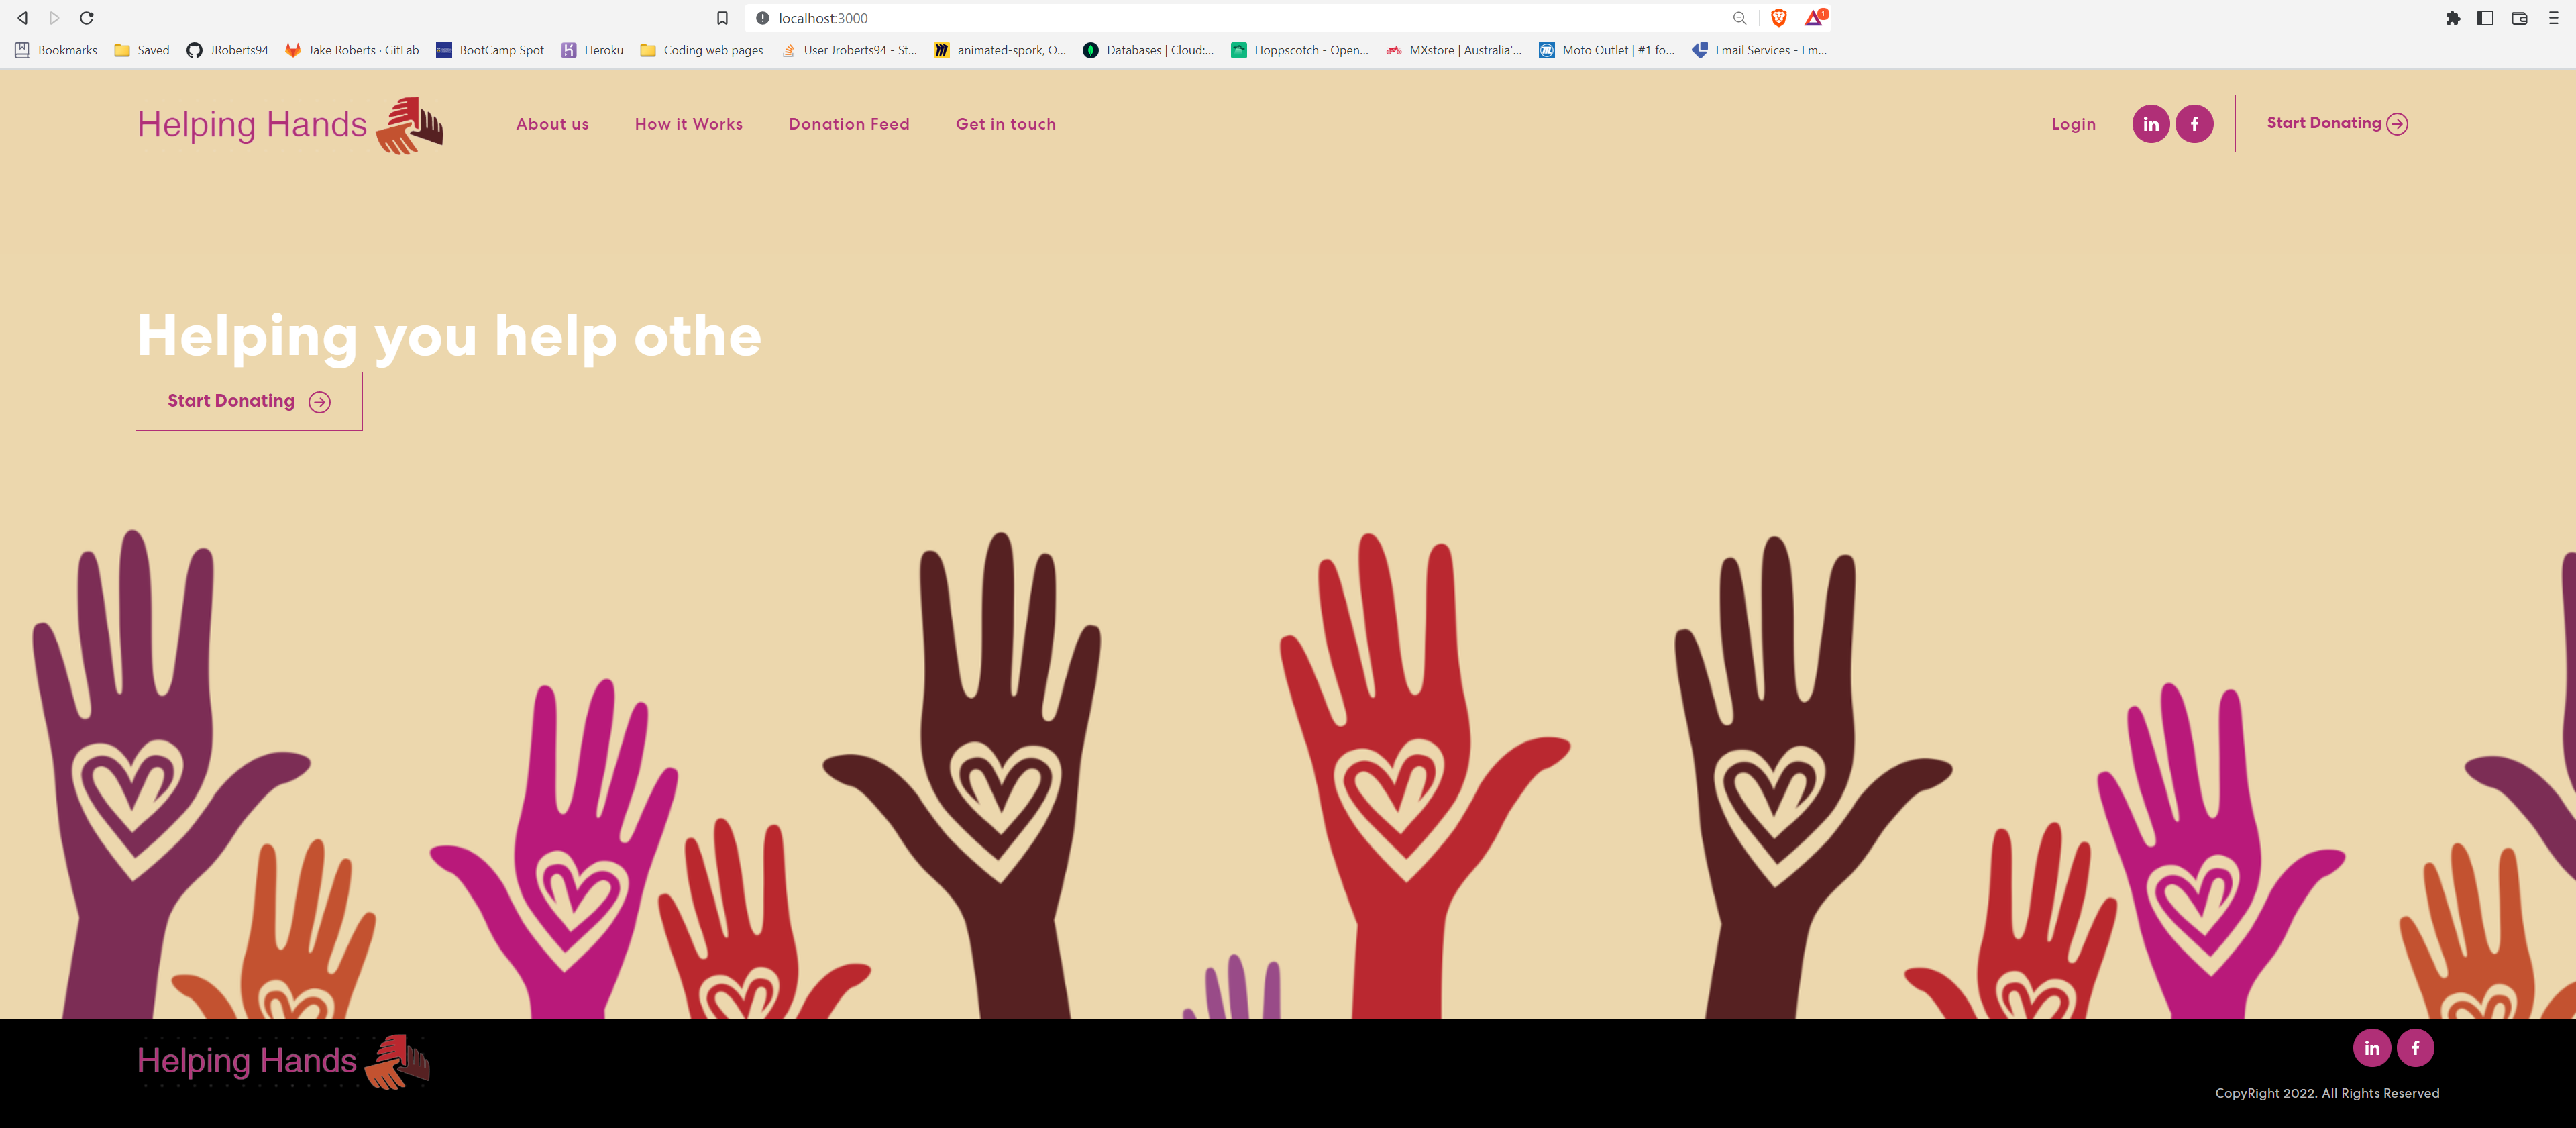 localhost:3000
1
Bookmarks Saved JRoberts94 Jake Roberts · GitLab BootCamp Spot Heroku Coding web pages User Jroberts94 - St... animated-spork, O... Databases | Cloud:... Hoppscotch - Open... MXstore | Australia'... Moto Outlet | #1 fo... Email Services - Em...
Helping Hands About us How it Works Donation Feed Get in touch Login in f Start Donating
Helping you help othe
Start Donating
Helping Hands in f
CopyRight 2022. All Rights Reserved